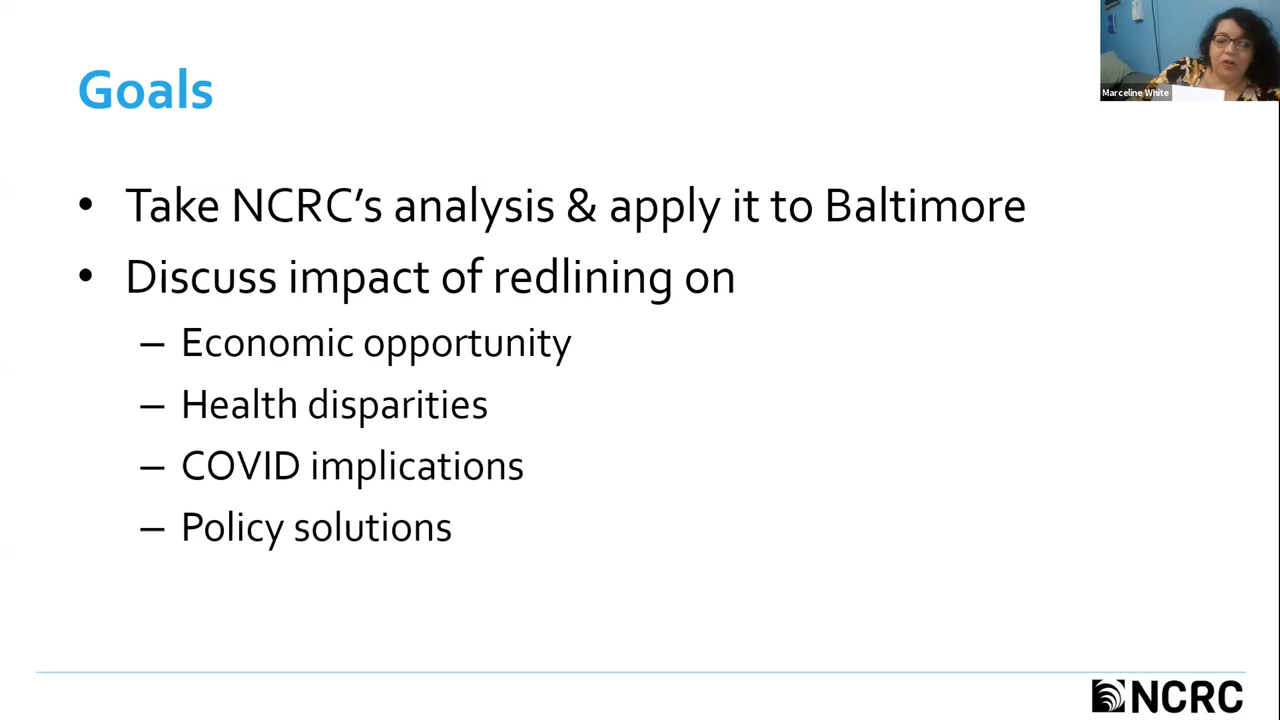 Goals
Marceline White
• Take NCRC’s analysis & apply it to Baltimore
• Discuss impact of redlining on
– Economic opportunity
– Health disparities
– COVID implications
– Policy solutions
NCRC